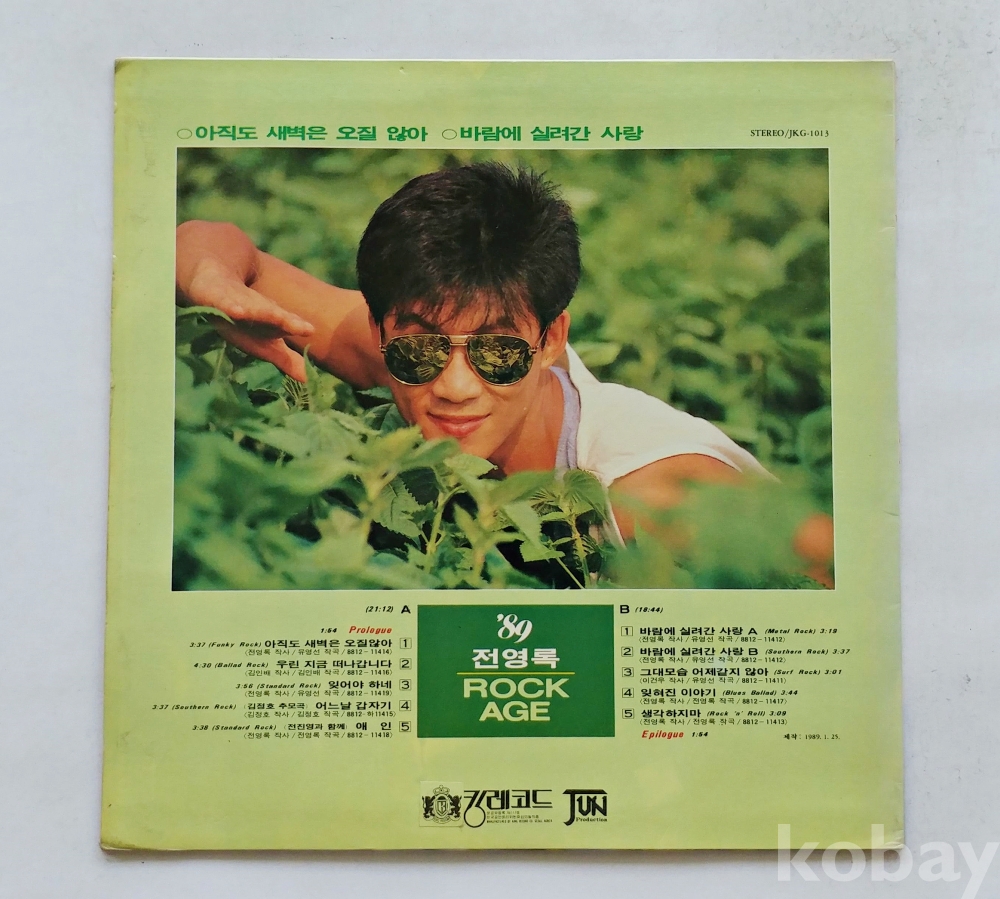 ○아직도 새벽은 오질 않아 ○바람에 실려간 사랑
STEREO/JKG-1013
(21:12) A
1:54 Prologue
3:37 (Funky Rock) 아직도 새벽은 오질않아 1
(전영록 작사/유영선 작곡/8812-11414)
4:30 (Ballad Rock) 우린 지금 떠나갑니다 2
(김민배 작사/김민배 작곡/8812-11416)
3:56 (Standard Rock) 잊어야 하네 3
(전영록 작사/유영선 작곡/8812-11419)
3:37 (Southern Rock) (김정호 추모곡) 어느날 갑자기 4
(김정호 작사/김정호 작곡/8812-하11415)
3:38 (Standard Rock) (전진영과 함께) 애 인 5
(전영록 작사/전영록 작곡/8812-11418)
'89
전영록
ROCK
AGE
B (18:44)
1 바람에 실려간 사랑 A (Metal Rock) 3:19
(전영록 작사/유영선 작곡/8812-11412)
2 바람에 실려간 사랑 B (Southern Rock) 3:37
(전영록 작사/유영선 작곡/8812-11412)
3 그대모습 어제같지 않아 (Surf Rock) 3:01
(이건우 작사/유영선 작곡/8812-11411)
4 잊혀진 이야기 (Blues Ballad) 3:44
(전영록 작사/전영록 작곡/8812-11417)
5 생각하지마 (Rock 'n' Roll) 3:09
(전영록 작사/전영록 작곡/8812-11413)
Epilogue 1:54
제작: 1989. 1. 25.
킹레코드
JUN
Production
kobay